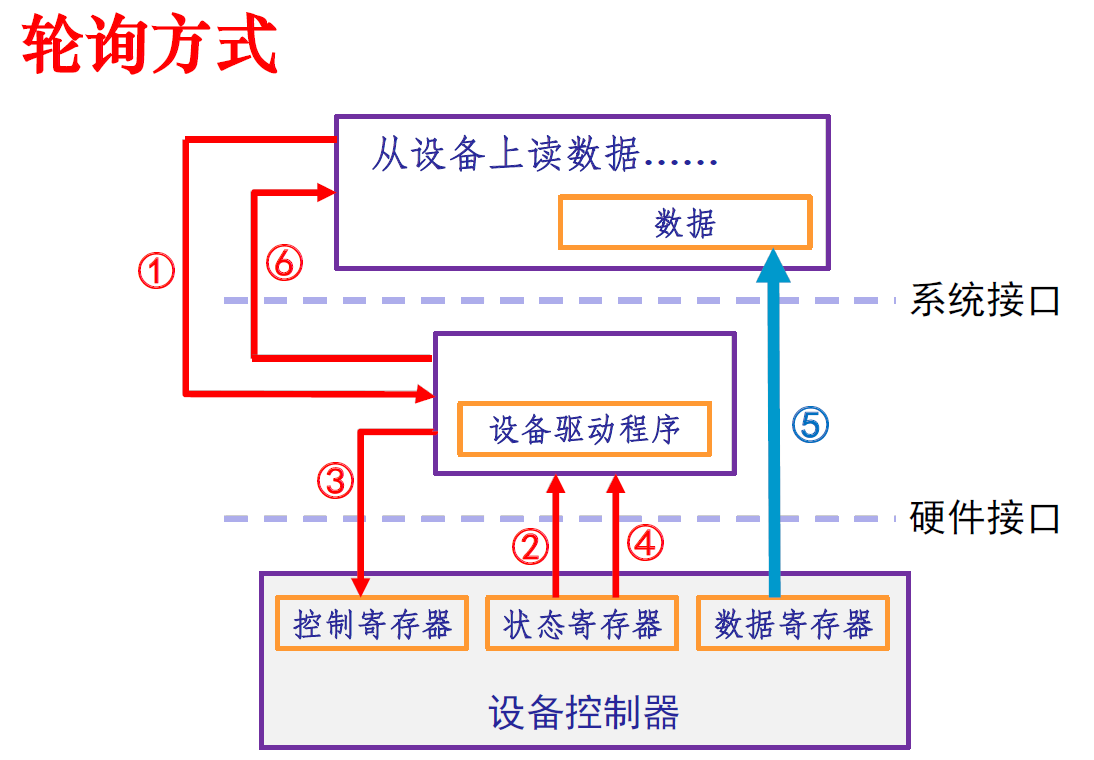 轮询方式
从设备上读数据……
数据
①
⑥
系统接口
设备驱动程序
⑤
③
硬件接口
②
④
控制寄存器
状态寄存器
数据寄存器
设备控制器